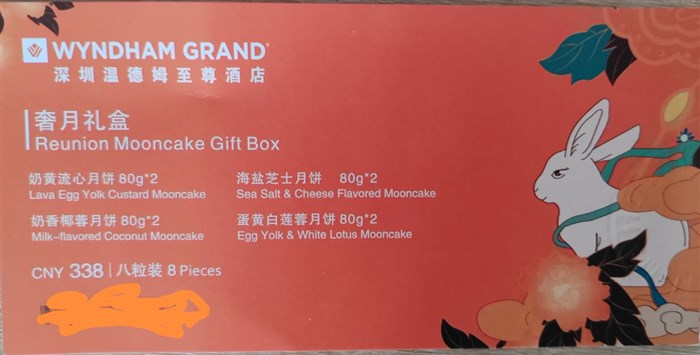 WYNDHAM GRAND®
深圳温德姆至尊酒店
奢月礼盒
Reunion Mooncake Gift Box
奶黄流心月饼 80g*2
Lava Egg Yolk Custard Mooncake
海盐芝士月饼 80g*2
Sea Salt & Cheese Flavored Mooncake
奶香椰蓉月饼 80g*2
Milk-flavored Coconut Mooncake
蛋黄白莲蓉月饼 80g*2
Egg Yolk & White Lotus Mooncake
CNY 338 | 八粒装 8 Pieces